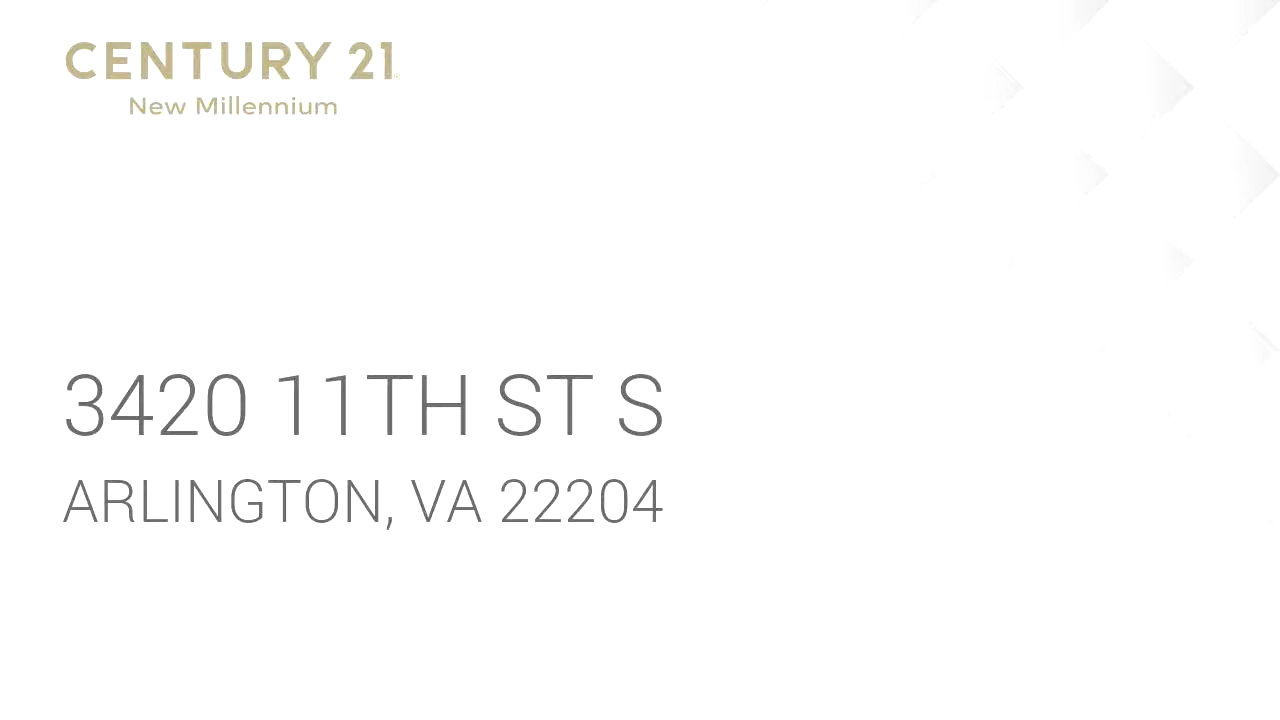 CENTURY 21
New Millennium
3420 11TH ST S
ARLINGTON, VA 22204